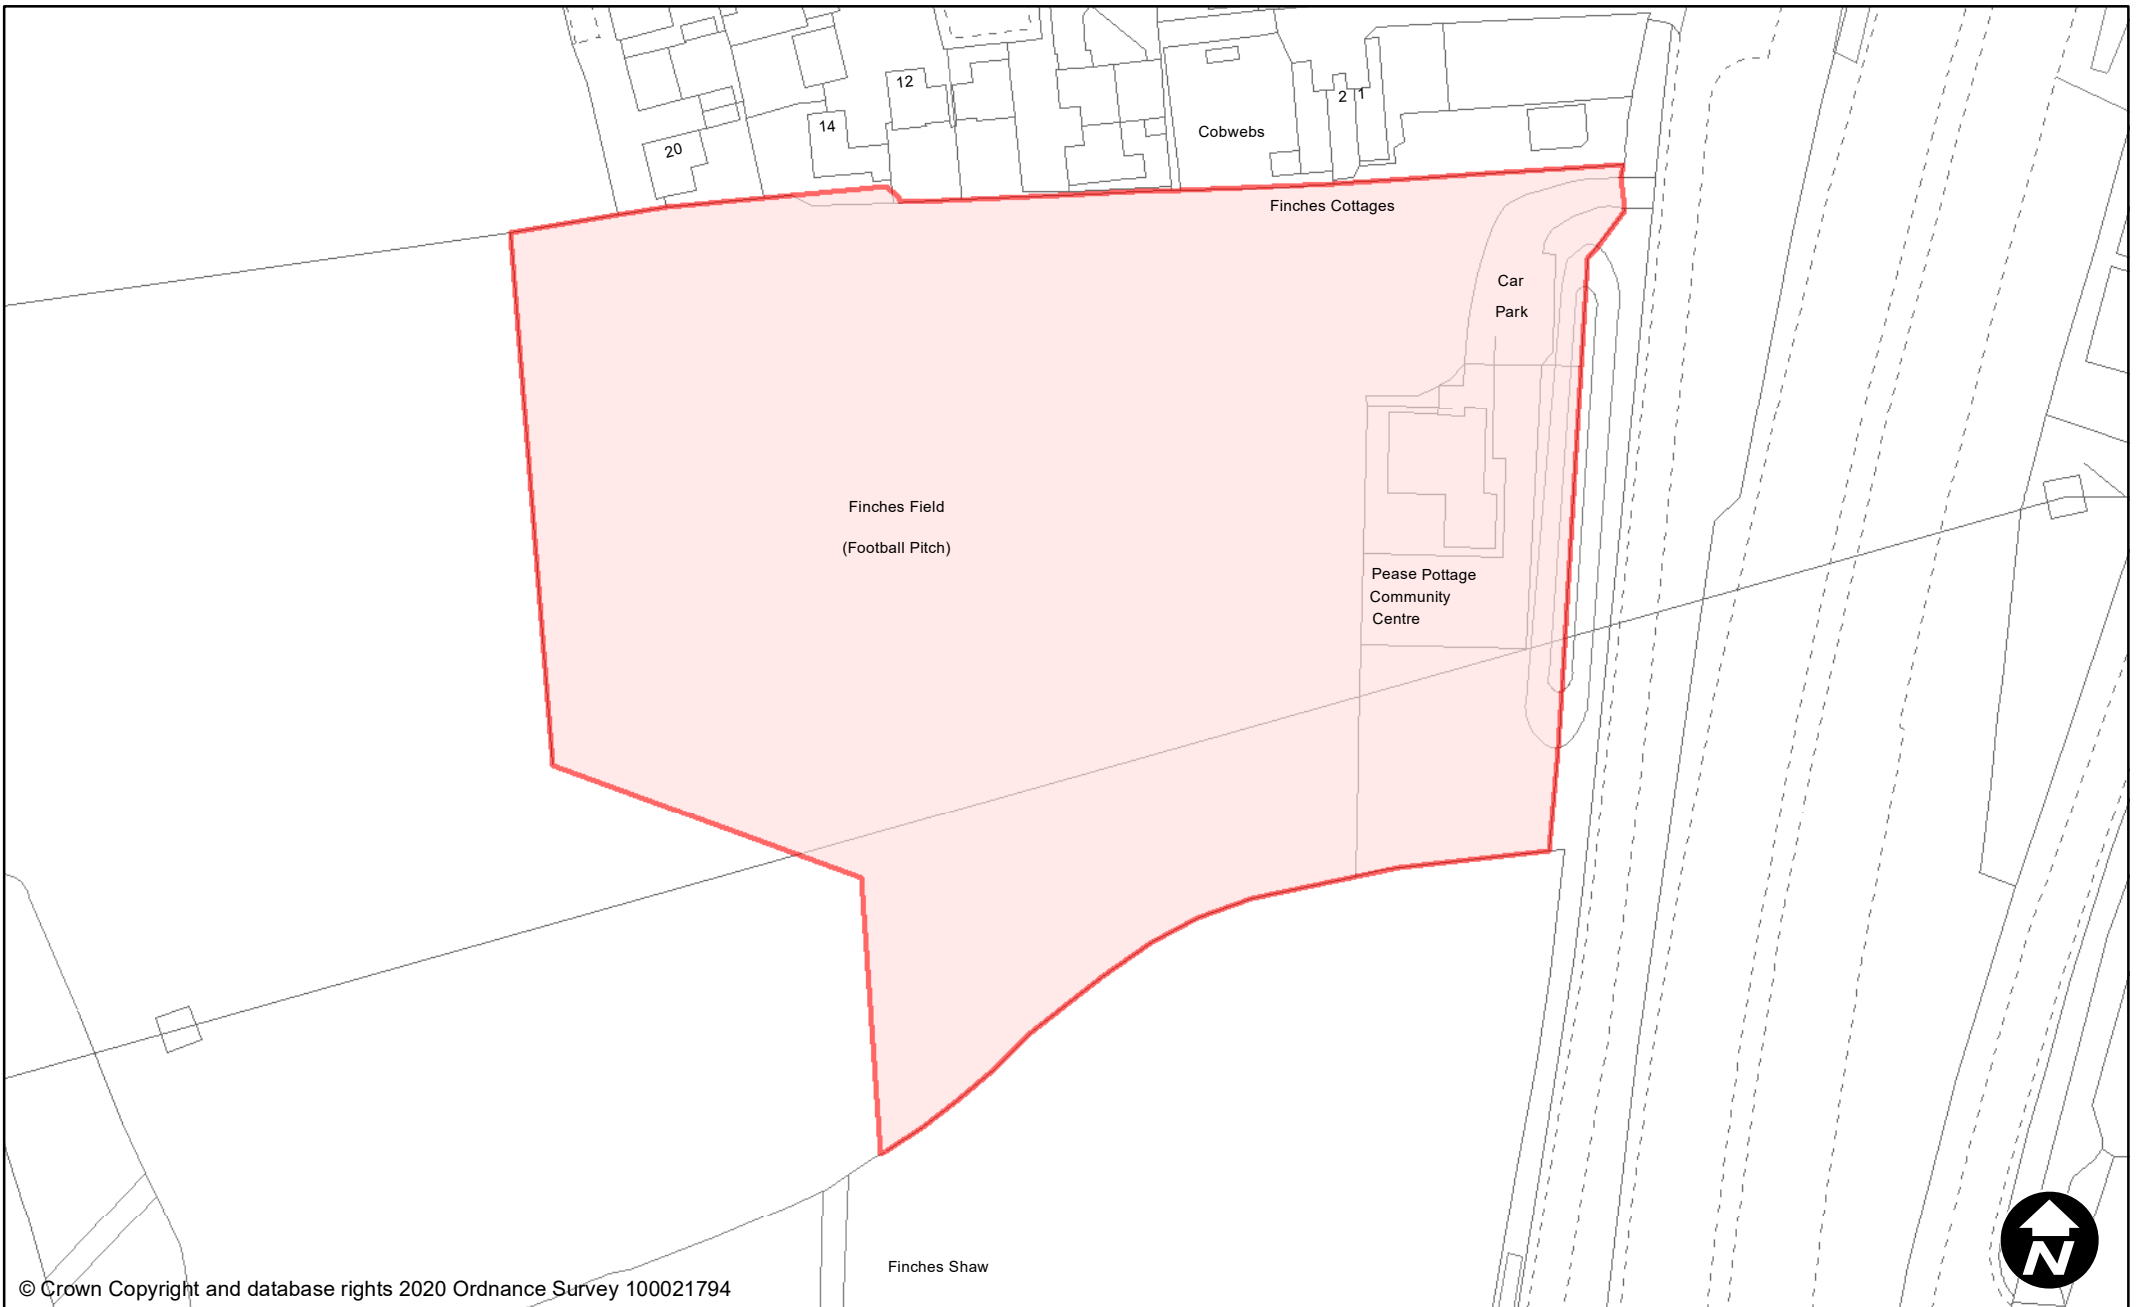 12
2 1
14
Cobwebs
20
Finches Cottages
Car
Park
Finches Field
(Football Pitch)
Pease Pottage
Community
Centre
Finches Shaw
N
© Crown Copyright and database rights 2020 Ordnance Survey 100021794